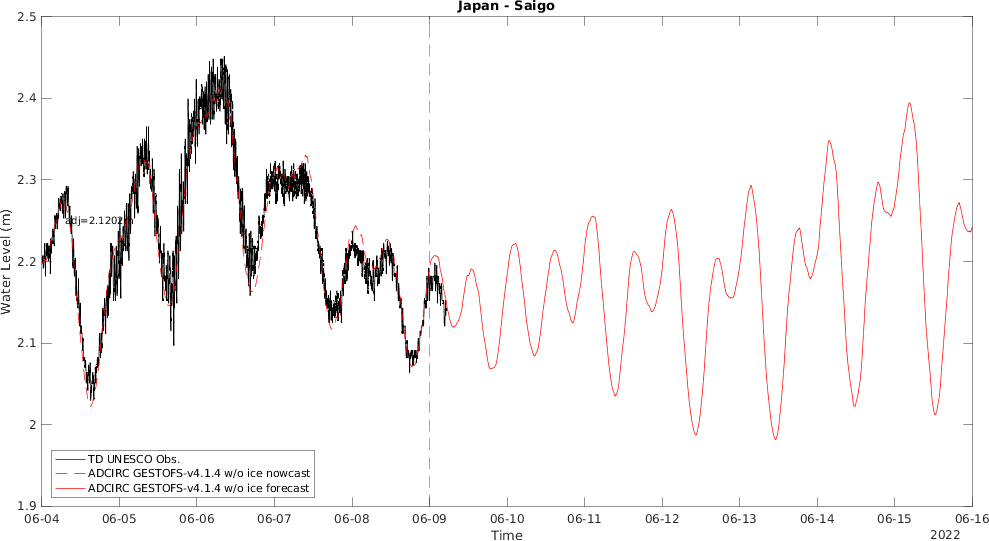 Japan - Saigo
2.5
2.4
2.3
2.2
2.1
2
1.9
Water Level (m)
adj=2.1202m
TD UNESCO Obs.
ADCIRC GESTOFS-v4.1.4 w/o ice nowcast
ADCIRC GESTOFS-v4.1.4 w/o ice forecast
06-04 06-05 06-06 06-07 06-08 06-09 06-10 06-11 06-12 06-13 06-14 06-15 06-16
Time
2022